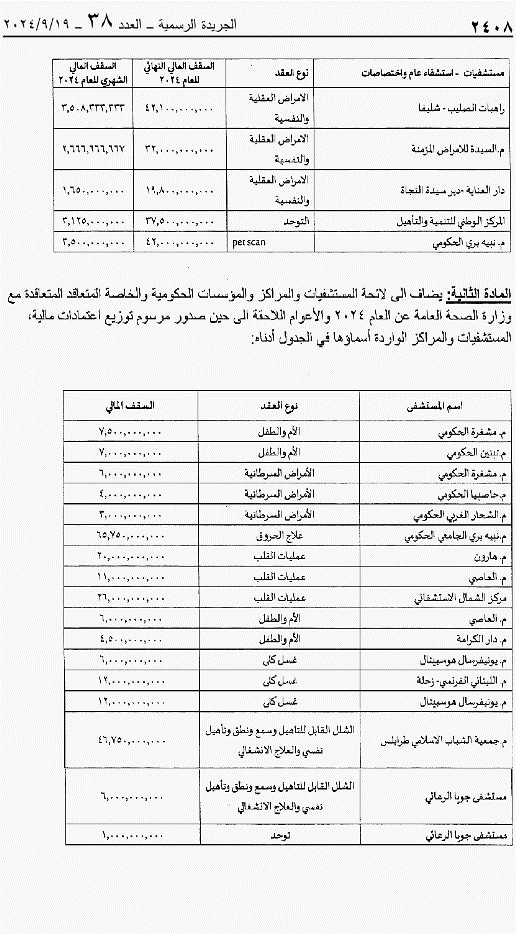 ٢٤٠٨ الجريدة الرسمية ــ العدد ٣٨ ــ ٢٠٢٤/٩/١٩
مستشفيات - استشفاء عام واختصاصات نوع العقد السقف المالي النهائي للعام ٢٠٢٤ السقف المالي الشهري للعام ٢٠٢٤
راهبات الصليب - شليفا الامراض العقلية والنفسية ٤٢,١٠٠,٠٠٠,٠٠٠ ٣,٥٠٨,٣٣٣,٣٣٣
م.السيدة للامراض المزمنة الامراض العقلية والنفسية ٣٢,٠٠٠,٠٠٠,٠٠٠ ٢,٦٦٦,٦٦٦,٦٦٧
دار العناية -دير سيدة النجاة الامراض العقلية والنفسية ١٩,٨٠٠,٠٠٠,٠٠٠ ١,٦٥٠,٠٠٠,٠٠٠
المركز الوطني للتنمية والتأهيل التوحد ٣٧,٥٠٠,٠٠٠,٠٠٠ ٣,١٢٥,٠٠٠,٠٠٠
م. نبيه بري الحكومي pet scan ٤٢,٠٠٠,٠٠٠,٠٠٠ ٣,٥٠٠,٠٠٠,٠٠٠
المادة الثانية: يضاف الى لائحة المستشفيات والمراكز والمؤسسات الحكومية والخاصة المتعاقد المتعاقدة مع
وزارة الصحة العامة عن العام ٢٠٢٤ والأعوام اللاحقة الى حين صدور مرسوم توزيع اعتمادات مالية،
المستشفيات والمراكز الواردة أسماؤها في الجدول أدناه:
اسم المستشفى نوع العقد السقف المالي
م. مشغرة الحكومي الأم والطفل ٧,٥٠٠,٠٠٠,٠٠٠
م.تبنين الحكومي الأم والطفل ٧,٠٠٠,٠٠٠,٠٠٠
م. مشغرة الحكومي الأمراض السرطانية ٦,٠٠٠,٠٠٠,٠٠٠
م.حاصبيا الحكومي الأمراض السرطانية ٤,٠٠٠,٠٠٠,٠٠٠
م.الشحار الغربي الحكومي الأمراض السرطانية ٣,٠٠٠,٠٠٠,٠٠٠
م.نبيه بري الجامعي الحكومي علاج الحروق ٦٥,٧٥٠,٠٠٠,٠٠٠
م. هارون عمليات القلب ٢٠,٠٠٠,٠٠٠,٠٠٠
م. العاصي عمليات القلب ١١,٠٠٠,٠٠٠,٠٠٠
مركز الشمال الاستشفائي عمليات القلب ٢٦,٠٠٠,٠٠٠,٠٠٠
م. العاصي الأم والطفل ٦,٠٠٠,٠٠٠,٠٠٠
م. دار الكرامة الأم والطفل ٤,٥٠٠,٠٠٠,٠٠٠
م. يونيفرسال هوسبيتال غسل كلى ٦,٠٠٠,٠٠٠,٠٠٠
م. اللبناني الفرنسي- زحلة غسل كلى ١٢,٠٠٠,٠٠٠,٠٠٠
م. يونيفرسال هوسبيتال غسل كلى ١٢,٠٠٠,٠٠٠,٠٠٠
م جمعية الشباب الاسلامي طرابلس الشلل القابل للتاهيل وسمع ونطق وتأهيل نفسي والعلاج الانشغالي ٤٦,٧٥٠,٠٠٠,٠٠٠
مستشفى جويا الرعائي الشلل القابل للتاهيل وسمع ونطق وتأهيل نفسي والعلاج الانشغالي ٦,٠٠٠,٠٠٠,٠٠٠
مستشفى جويا الرعائي توحد ١,٠٠٠,٠٠٠,٠٠٠